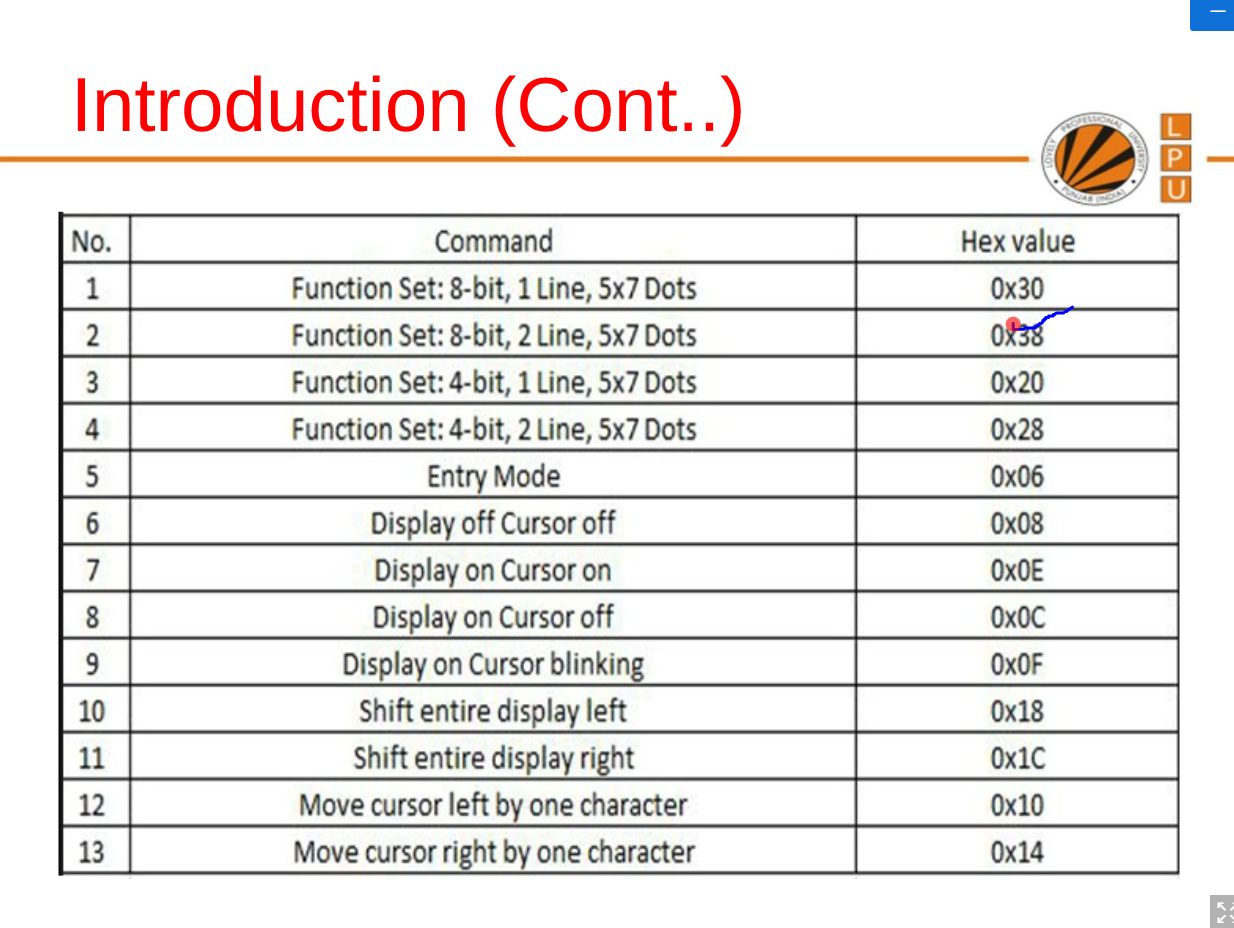 Introduction (Cont..)
LOVELY PROFESSIONAL UNIVERSITY
PUNJAB (INDIA)
L
P
U
No. Command Hex value
1 Function Set: 8-bit, 1 Line, 5x7 Dots 0x30
2 Function Set: 8-bit, 2 Line, 5x7 Dots 0x38
3 Function Set: 4-bit, 1 Line, 5x7 Dots 0x20
4 Function Set: 4-bit, 2 Line, 5x7 Dots 0x28
5 Entry Mode 0x06
6 Display off Cursor off 0x08
7 Display on Cursor on 0x0E
8 Display on Cursor off 0x0C
9 Display on Cursor blinking 0x0F
10 Shift entire display left 0x18
11 Shift entire display right 0x1C
12 Move cursor left by one character 0x10
13 Move cursor right by one character 0x14